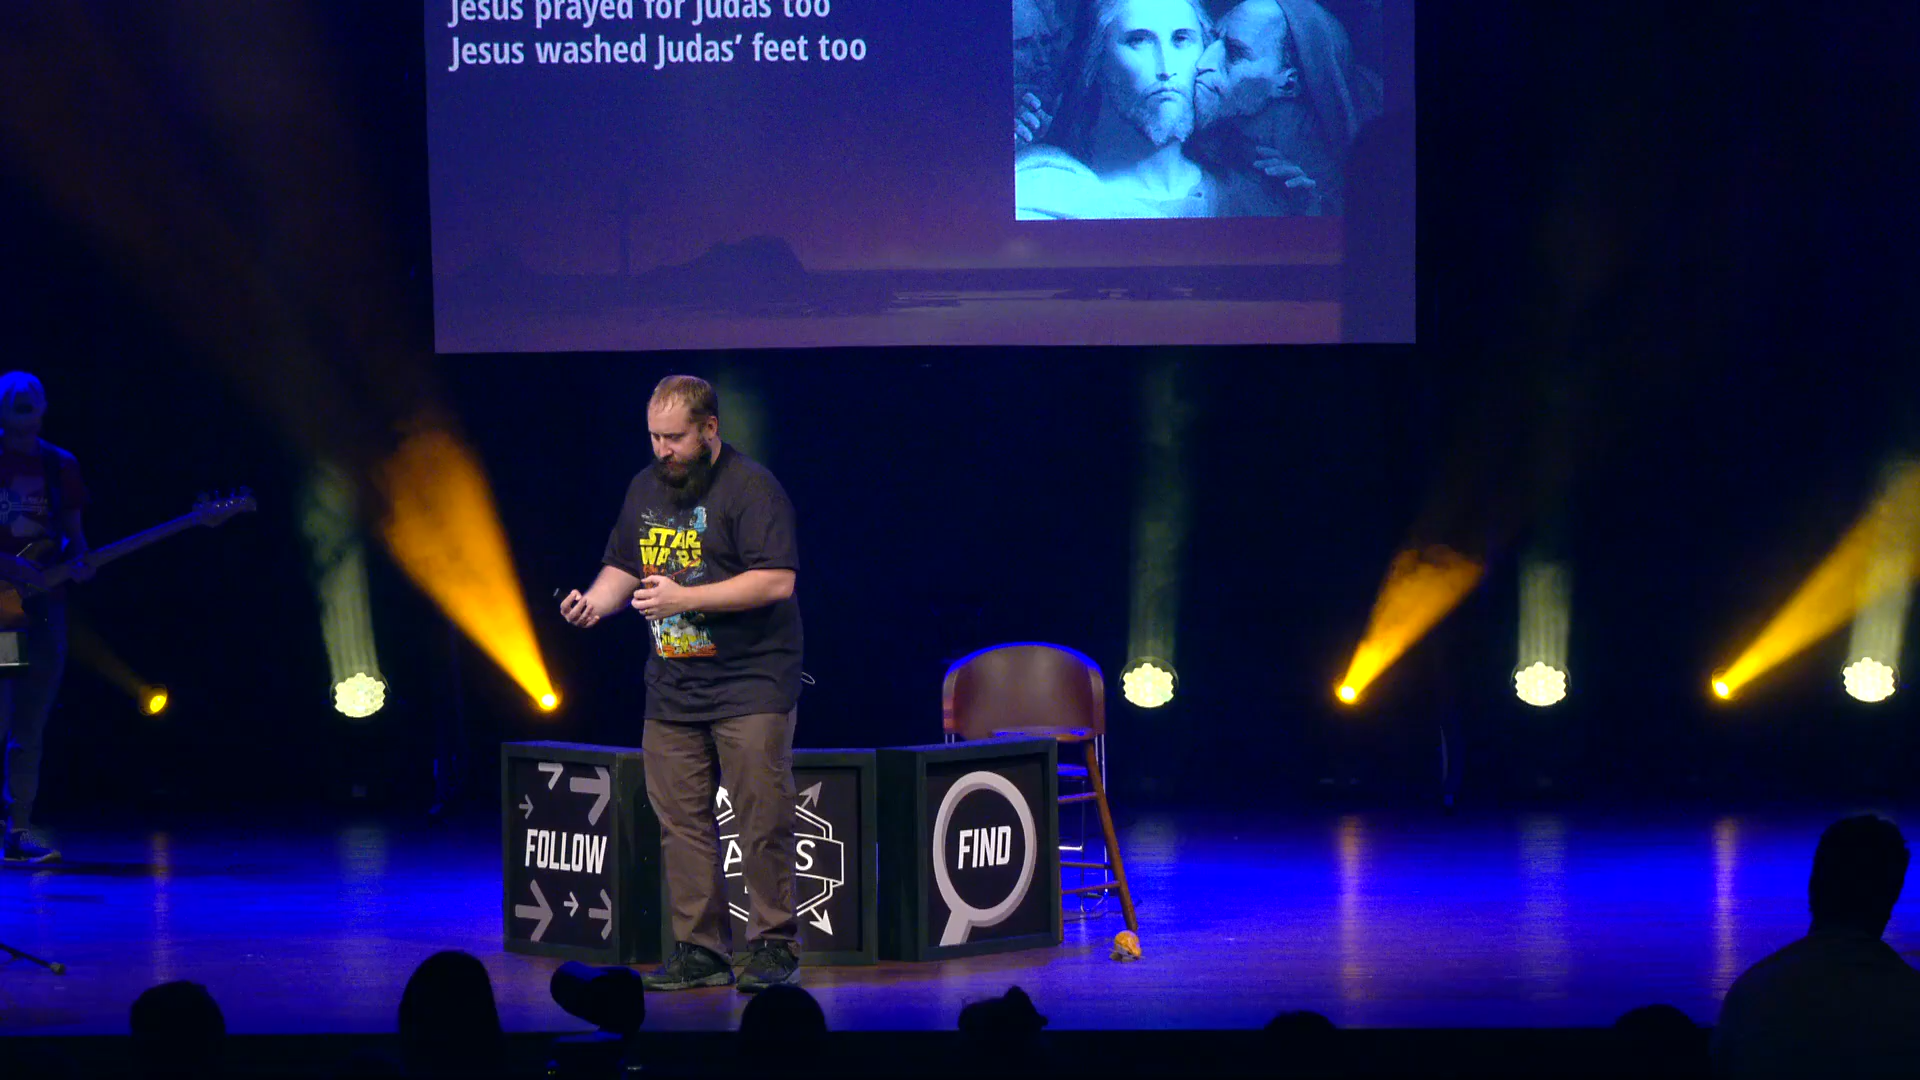 Jesus prayed for Judas too
Jesus washed Judas’ feet too
STAR
WARS
FOLLOW
FIND